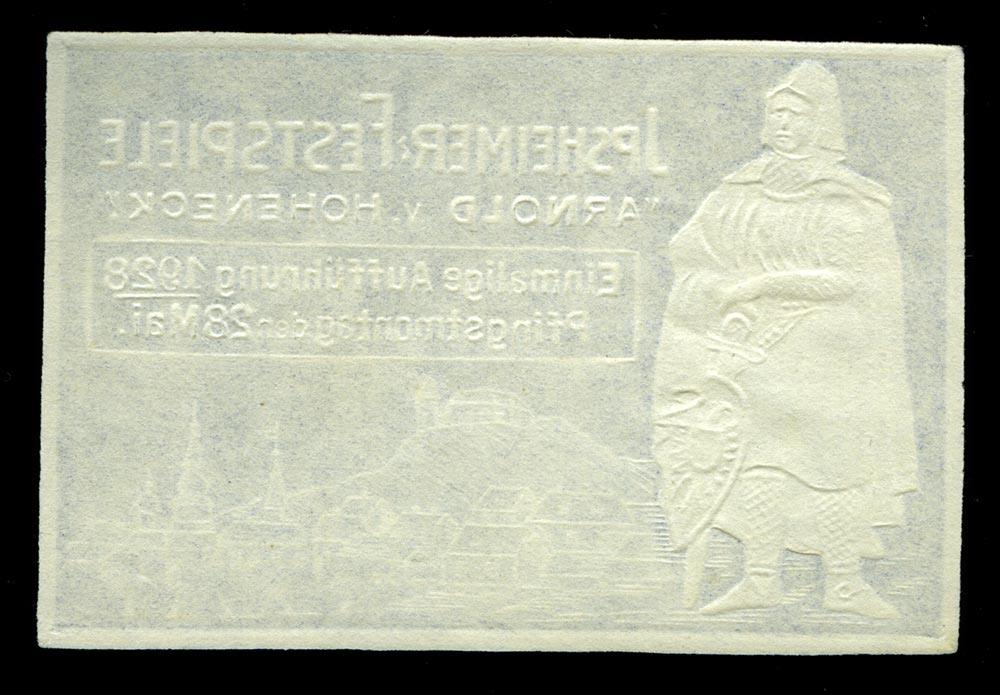 JPSHEIMER FESTSPIELE
"ARNOLD V. HOHENECK"
Einmalige Aufführung 1928
Pfingstmontag den 28 Mai.